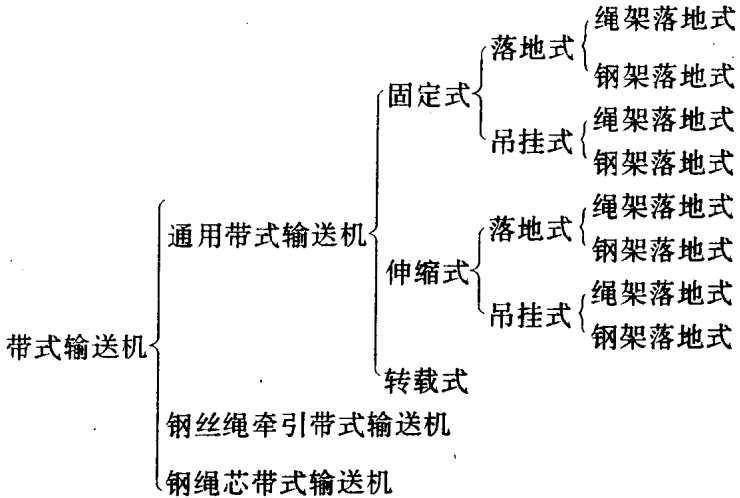 绳架落地式
落地式
钢架落地式
固定式
绳架落地式
吊挂式
钢架落地式
绳架落地式
通用带式输送机
落地式
钢架落地式
伸缩式
绳架落地式
吊挂式
钢架落地式
带式输送机
转载式
钢丝绳牵引带式输送机
钢绳芯带式输送机